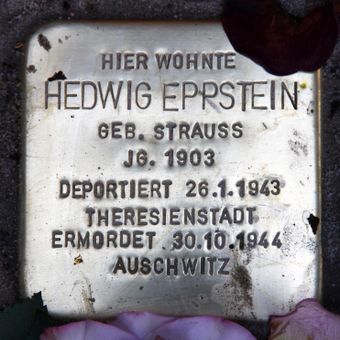 HIER WOHNTE
HEDWIG EPPSTEIN
GEB. STRAUSS
JG. 1903
DEPORTIERT 26.1.1943
THERESIENSTADT
ERMORDET 30.10.1944
AUSCHWITZ